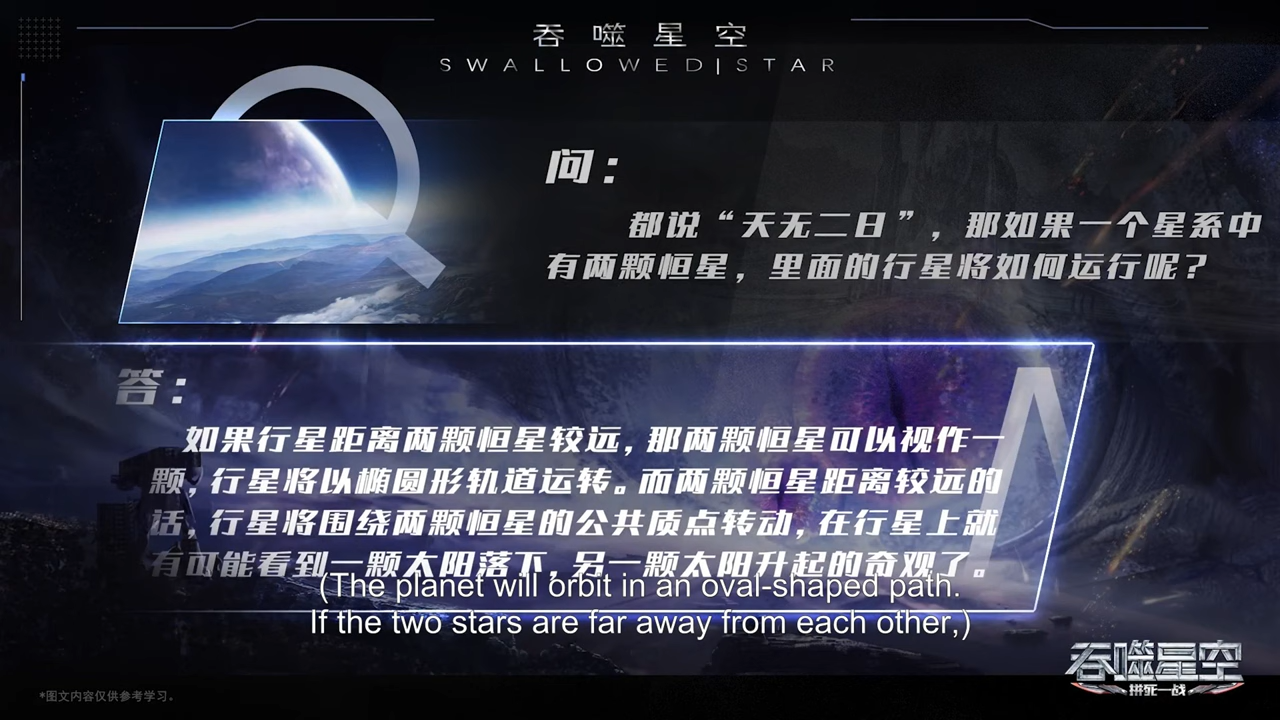 吞噬星空
SWALLOWED|STAR
问：
都说“天无二日”，那如果一个星系中
有两颗恒星，里面的行星将如何运行呢？
答：
如果行星距离两颗恒星较远，那两颗恒星可以视作一
颗，行星将以椭圆形轨道运转。而两颗恒星距离较远的
话，行星将围绕两颗恒星的公共质点转动，在行星上就
有可能看到一颗太阳落下，另一颗太阳升起的奇观了。
(The planet will orbit in an oval-shaped path.
If the two stars are far away from each other,)
吞噬星空
拼死一战
*图文内容仅供参考学习。